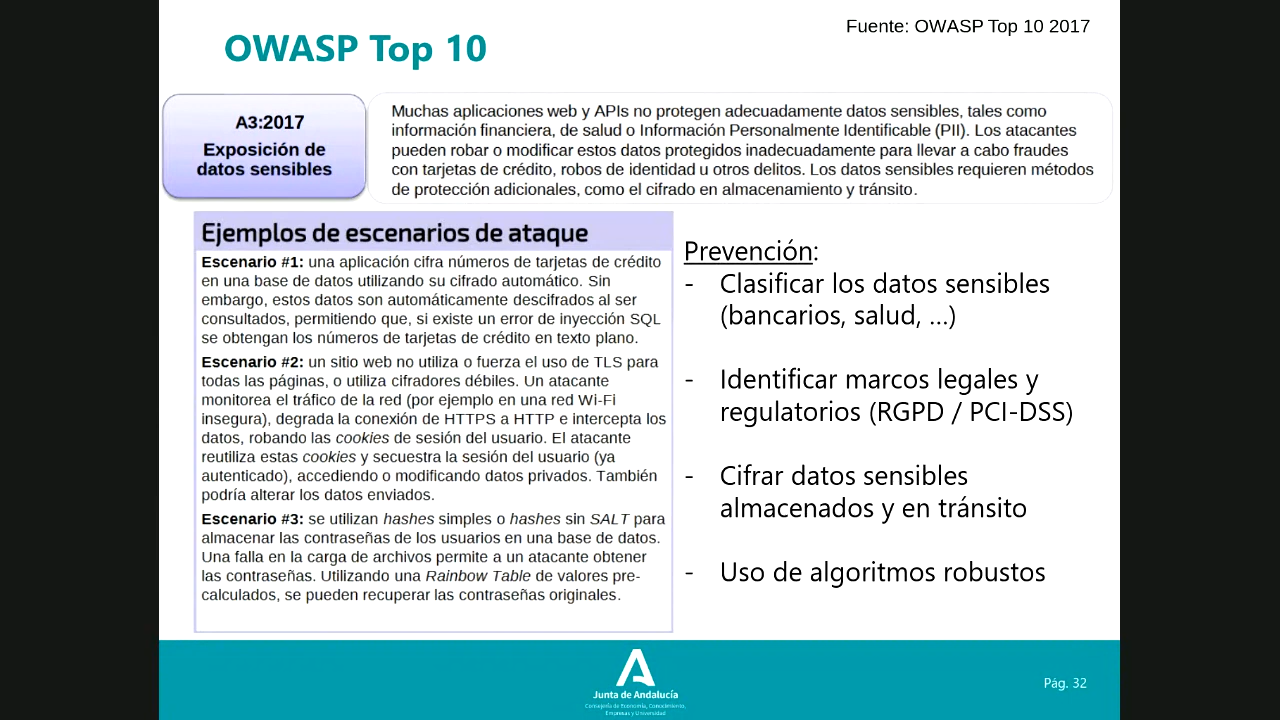 Fuente: OWASP Top 10 2017
OWASP Top 10
A3:2017
Exposición de
datos sensibles
Muchas aplicaciones web y APIs no protegen adecuadamente datos sensibles, tales como
información financiera, de salud o Información Personalmente Identificable (PII). Los atacantes
pueden robar o modificar estos datos protegidos inadecuadamente para llevar a cabo fraudes
con tarjetas de crédito, robos de identidad u otros delitos. Los datos sensibles requieren métodos
de protección adicionales, como el cifrado en almacenamiento y tránsito.
Ejemplos de escenarios de ataque
Escenario #1: una aplicación cifra números de tarjetas de crédito
en una base de datos utilizando su cifrado automático. Sin
embargo, estos datos son automáticamente descifrados al ser
consultados, permitiendo que, si existe un error de inyección SQL
se obtengan los números de tarjetas de crédito en texto plano.
Escenario #2: un sitio web no utiliza o fuerza el uso de TLS para
todas las páginas, o utiliza cifradores débiles. Un atacante
monitorea el tráfico de la red (por ejemplo en una red Wi-Fi
insegura), degrada la conexión de HTTPS a HTTP e intercepta los
datos, robando las cookies de sesión del usuario. El atacante
reutiliza estas cookies y secuestra la sesión del usuario (ya
autenticado), accediendo o modificando datos privados. También
podría alterar los datos enviados.
Escenario #3: se utilizan hashes simples o hashes sin SALT para
almacenar las contraseñas de los usuarios en una base de datos.
Una falla en la carga de archivos permite a un atacante obtener
las contraseñas. Utilizando una Rainbow Table de valores pre-
calculados, se pueden recuperar las contraseñas originales.
Prevención:
- Clasificar los datos sensibles
(bancarios, salud, ...)
- Identificar marcos legales y
regulatorios (RGPD / PCI-DSS)
- Cifrar datos sensibles
almacenados y en tránsito
- Uso de algoritmos robustos
Junta de Andalucía
Consejería de Economía, Conocimiento,
Empresas y Universidad
Pág. 32